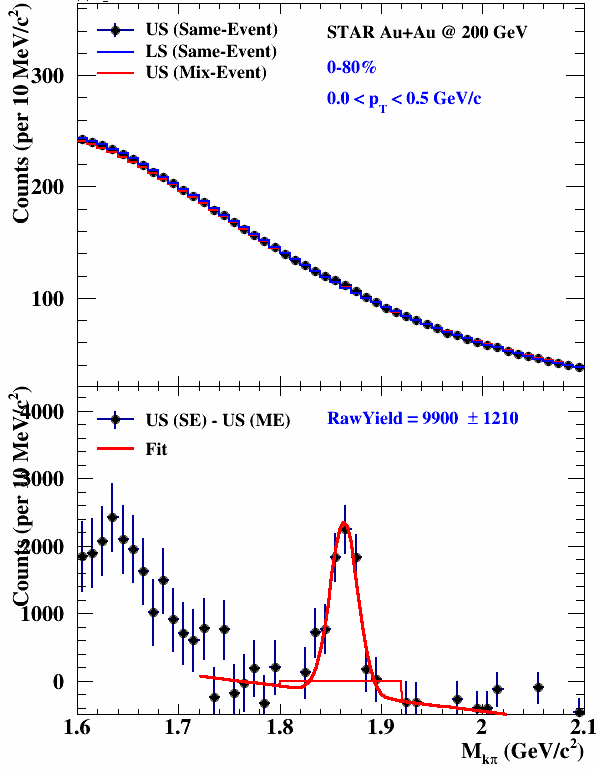 US (Same-Event)
LS (Same-Event)
US (Mix-Event)
STAR Au+Au @ 200 GeV
0-80%
0.0 < p_T < 0.5 GeV/c
Counts (per 10 MeV/c²)
300
200
100
US (SE) - US (ME)
Fit
RawYield = 9900 ± 1210
Counts (per 10 MeV/c²)
4000
3000
2000
1000
0
1.6 1.7 1.8 1.9 2 2.1
M_kπ (GeV/c²)